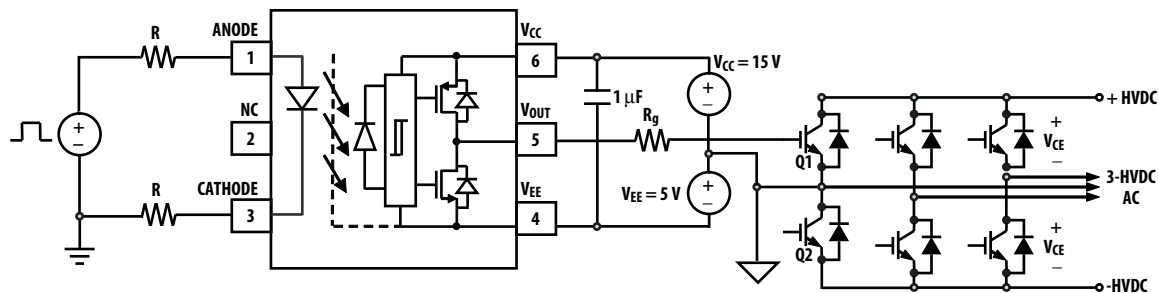 R
ANODE
1
NC
2
R
CATHODE
3
+
−
VCC
6
VOUT
5
VEE
4
1 μF
VCC = 15 V
+
−
Rg
VEE = 5 V
+
−
Q1
Q2
+ HVDC
+
VCE
−
3-HVDC
AC
+
VCE
−
-HVDC